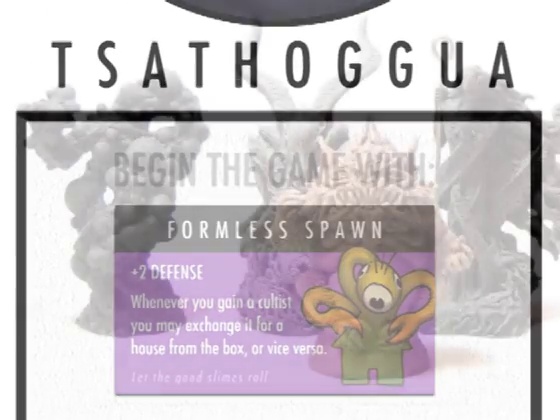 TSATHOGGUA
BEGIN THE GAME WITH:
FORMLESS SPAWN
+2 DEFENSE
Whenever you gain a cultist
you may exchange it for a
house from the box, or vice versa.
Let the good slimes roll